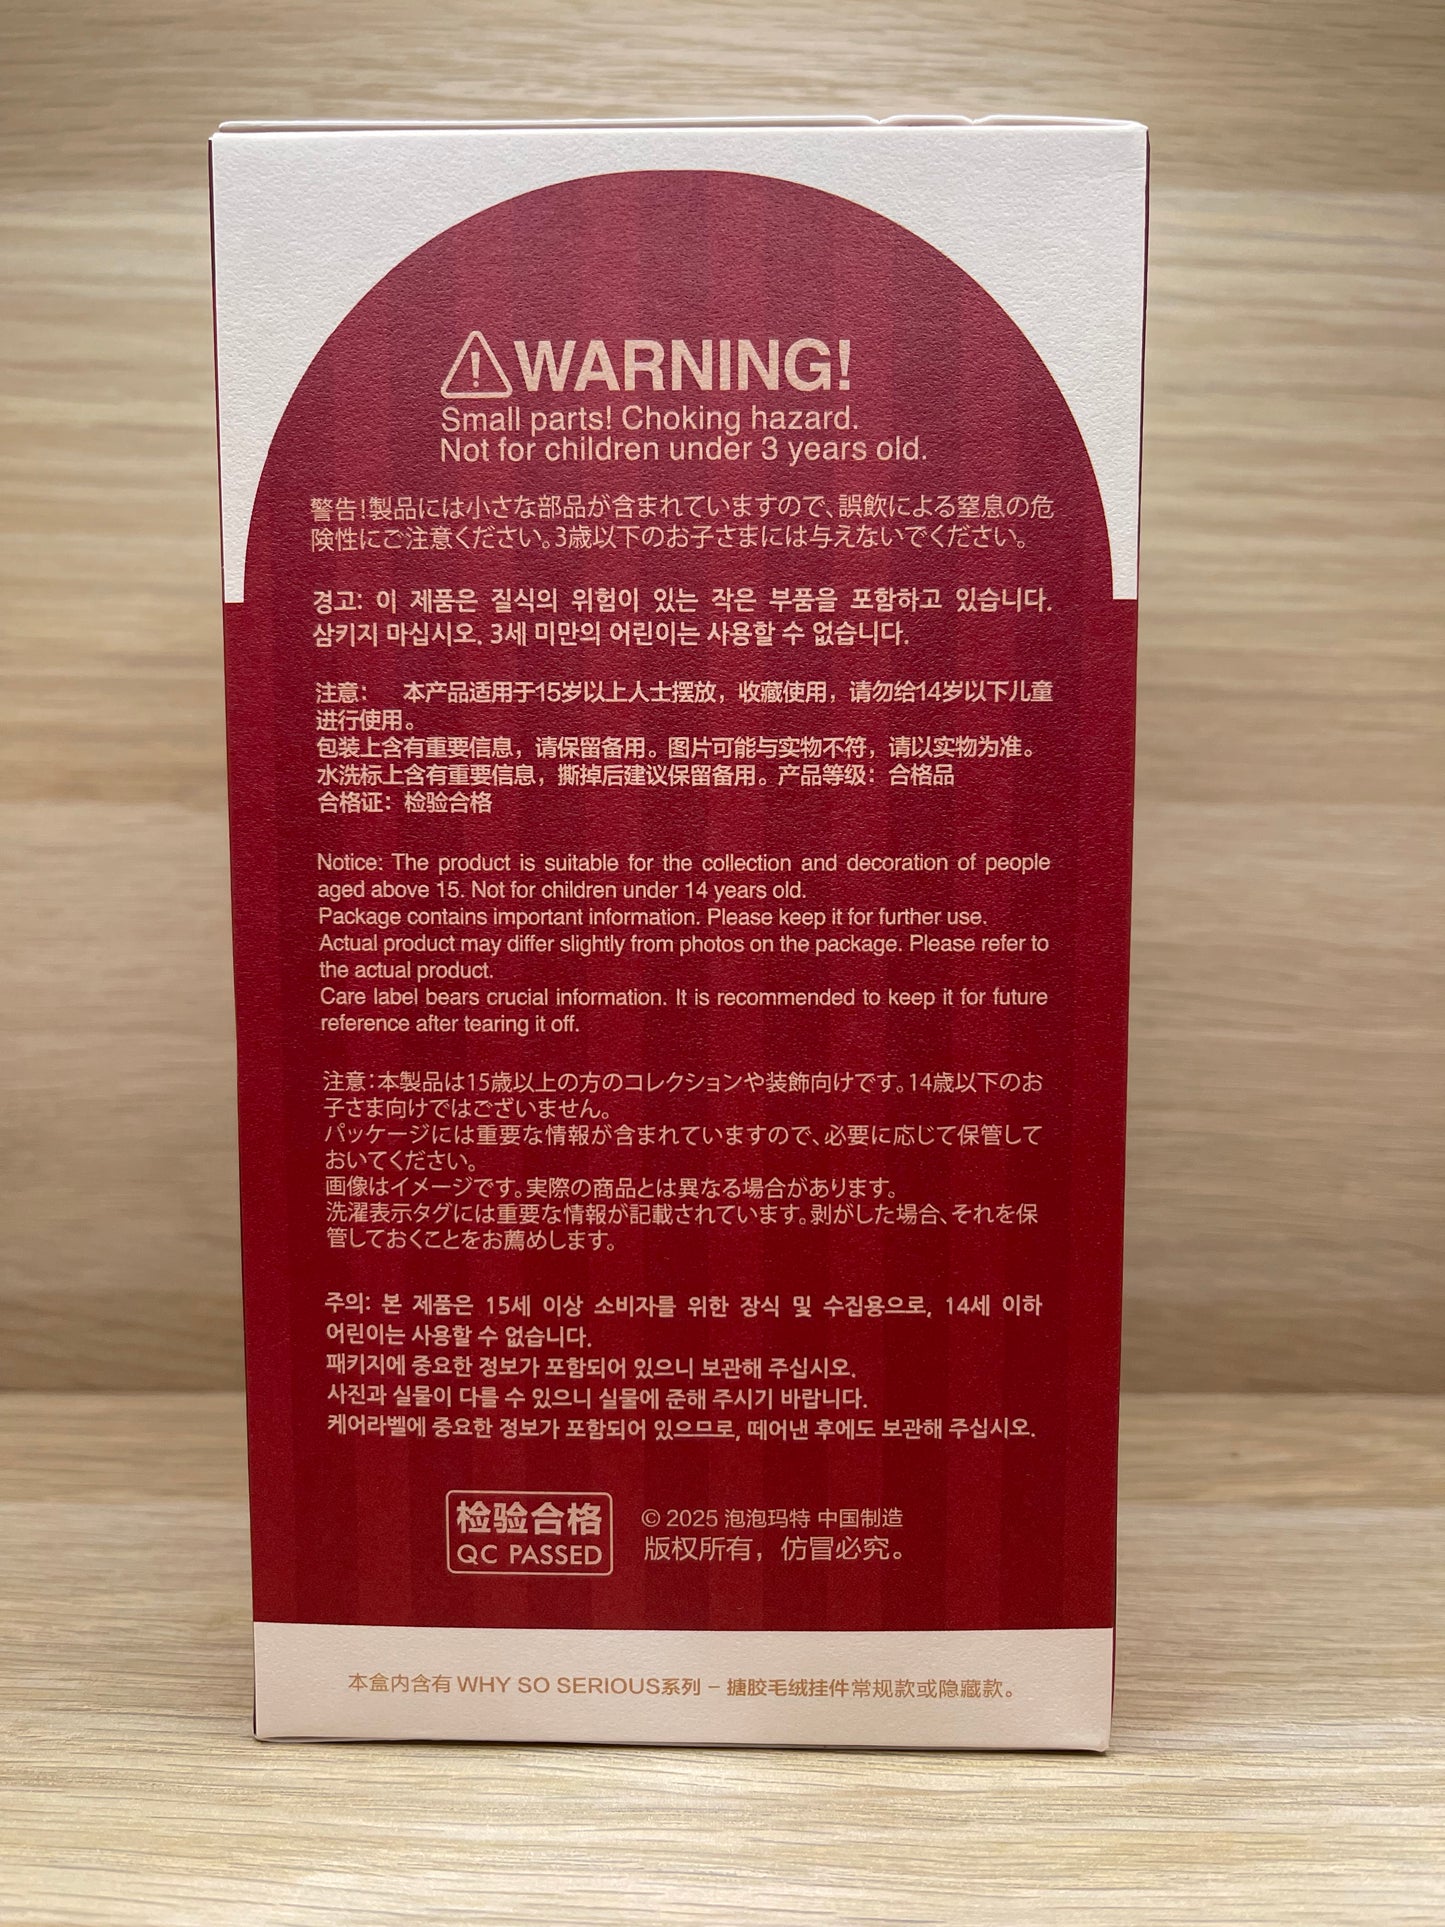 WARNING!
Small parts! Choking hazard.
Not for children under 3 years old.
警告!製品には小さな部品が含まれていますので、誤飲による窒息の危
険性にご注意ください。3歳以下のお子さまには与えないでください。
경고: 이 제품은 질식의 위험이 있는 작은 부품을 포함하고 있습니다.
삼키지 마십시오. 3세 미만의 어린이는 사용할 수 없습니다.
注意： 本产品适用于15岁以上人士摆放，收藏使用，请勿给14岁以下儿童
进行使用。
包装上含有重要信息，请保留备用。图片可能与实物不符，请以实物为准。
水洗标上含有重要信息，撕掉后建议保留备用。产品等级：合格品
合格证：检验合格
Notice: The product is suitable for the collection and decoration of people
aged above 15. Not for children under 14 years old.
Package contains important information. Please keep it for further use.
Actual product may differ slightly from photos on the package. Please refer to
the actual product.
Care label bears crucial information. It is recommended to keep it for future
reference after tearing it off.
注意:本製品は15歳以上の方のコレクションや装飾向けです。14歳以下のお
子さま向けではございません。
パッケージには重要な情報が含まれていますので、必要に応じて保管して
おいてください。
画像はイメージです。実際の商品とは異なる場合があります。
洗濯表示タグには重要な情報が記載されています。剥がした場合、それを保
管しておくことをお薦めします。
주의: 본 제품은 15세 이상 소비자를 위한 장식 및 수집용으로, 14세 이하
어린이는 사용할 수 없습니다.
패키지에 중요한 정보가 포함되어 있으니 보관해 주십시오.
사진과 실물이 다를 수 있으니 실물에 준해 주시기 바랍니다.
케어라벨에 중요한 정보가 포함되어 있으므로, 떼어낸 후에도 보관해 주십시오.
检验合格
QC PASSED
© 2025 泡泡玛特 中国制造
版权所有，仿冒必究。
本盒内含有 WHY SO SERIOUS系列 – 搪胶毛绒挂件常规款或隐藏款。